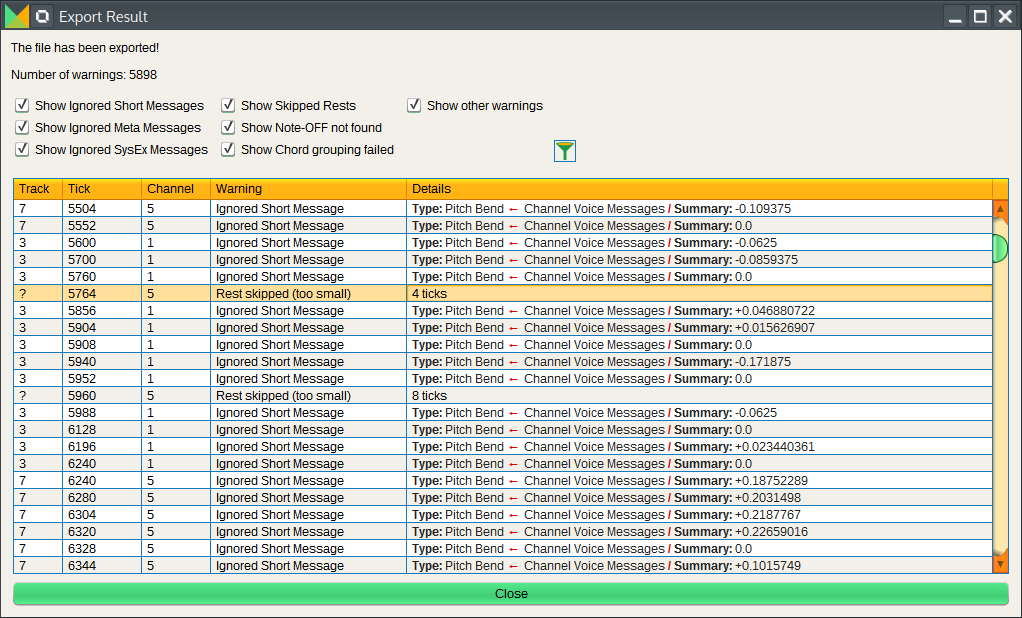 Export Result
The file has been exported!
Number of warnings: 5898
Show Ignored Short Messages Show Skipped Rests Show other warnings
Show Ignored Meta Messages Show Note-OFF not found
Show Ignored SysEx Messages Show Chord grouping failed
Track Tick Channel Warning Details
7 5504 5 Ignored Short Message Type: Pitch Bend ← Channel Voice Messages / Summary: -0.109375
7 5552 5 Ignored Short Message Type: Pitch Bend ← Channel Voice Messages / Summary: 0.0
3 5600 1 Ignored Short Message Type: Pitch Bend ← Channel Voice Messages / Summary: -0.0625
3 5700 1 Ignored Short Message Type: Pitch Bend ← Channel Voice Messages / Summary: -0.0859375
3 5760 1 Ignored Short Message Type: Pitch Bend ← Channel Voice Messages / Summary: 0.0
? 5764 5 Rest skipped (too small) 4 ticks
3 5856 1 Ignored Short Message Type: Pitch Bend ← Channel Voice Messages / Summary: +0.046880722
3 5904 1 Ignored Short Message Type: Pitch Bend ← Channel Voice Messages / Summary: +0.015626907
3 5908 1 Ignored Short Message Type: Pitch Bend ← Channel Voice Messages / Summary: 0.0
3 5940 1 Ignored Short Message Type: Pitch Bend ← Channel Voice Messages / Summary: -0.171875
3 5952 1 Ignored Short Message Type: Pitch Bend ← Channel Voice Messages / Summary: 0.0
? 5960 5 Rest skipped (too small) 8 ticks
3 5988 1 Ignored Short Message Type: Pitch Bend ← Channel Voice Messages / Summary: -0.0625
3 6128 1 Ignored Short Message Type: Pitch Bend ← Channel Voice Messages / Summary: 0.0
3 6196 1 Ignored Short Message Type: Pitch Bend ← Channel Voice Messages / Summary: +0.023440361
3 6240 1 Ignored Short Message Type: Pitch Bend ← Channel Voice Messages / Summary: 0.0
7 6240 5 Ignored Short Message Type: Pitch Bend ← Channel Voice Messages / Summary: +0.18752289
7 6280 5 Ignored Short Message Type: Pitch Bend ← Channel Voice Messages / Summary: +0.2031498
7 6304 5 Ignored Short Message Type: Pitch Bend ← Channel Voice Messages / Summary: +0.2187767
7 6320 5 Ignored Short Message Type: Pitch Bend ← Channel Voice Messages / Summary: +0.22659016
7 6328 5 Ignored Short Message Type: Pitch Bend ← Channel Voice Messages / Summary: 0.0
7 6344 5 Ignored Short Message Type: Pitch Bend ← Channel Voice Messages / Summary: +0.1015749
Close